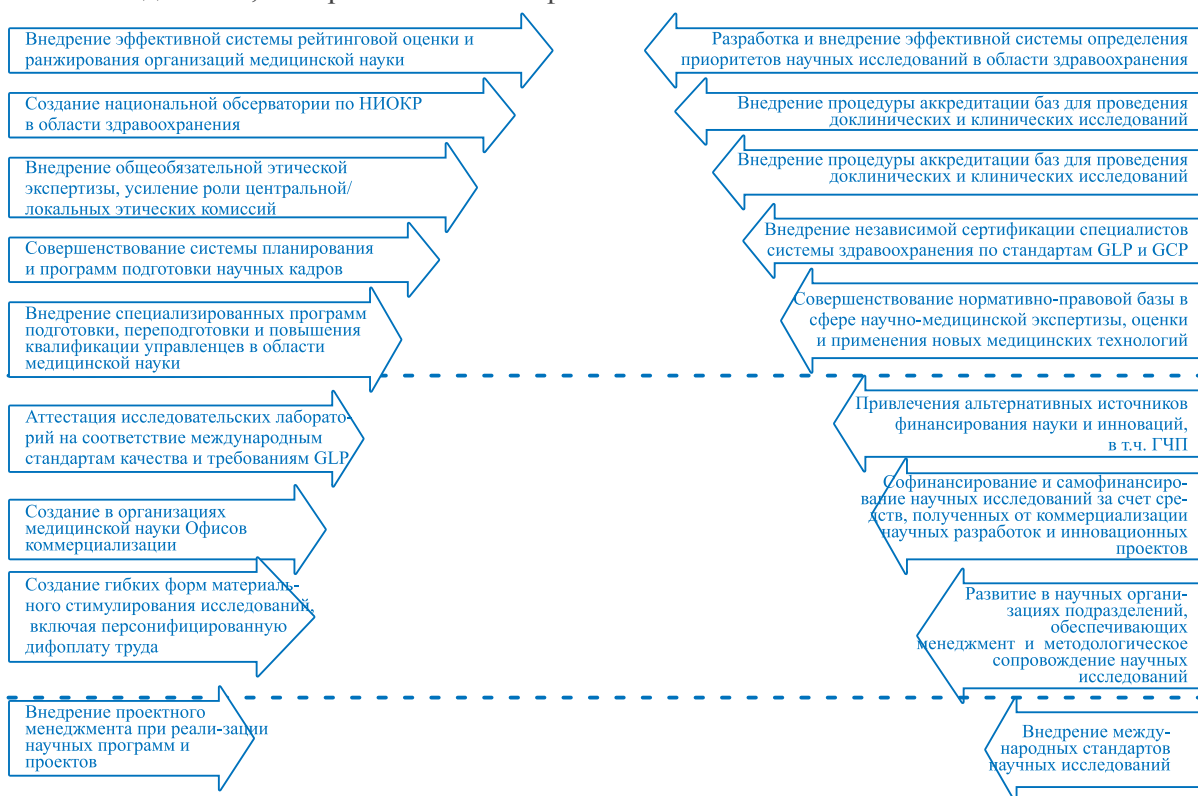 Внедрение эффективной системы рейтинговой оценки и
ранжирования организаций медицинской науки
Создание национальной обсерватории по НИОКР
в области здравоохранения
Внедрение общеобязательной этической
экспертизы, усиление роли центральной/
локальных этических комиссий
Совершенствование системы планирования
и программ подготовки научных кадров
Внедрение специализированных программ
подготовки, переподготовки и повышения
квалификации управленцев в области
медицинской науки
Аттестация исследовательских лаборато-
рий на соответствие международным
стандартам качества и требованиям GLP
Создание в организациях
медицинской науки Офисов
коммерциализации
Создание гибких форм материаль-
ного стимулирования исследований,
включая персонифицированную
дифоплату труда
Внедрение проектного
менеджмента при реали-зации
научных программ и
проектов
Разработка и внедрение эффективной системы определения
приоритетов научных исследований в области здравоохранения
Внедрение процедуры аккредитации баз для проведения
доклинических и клинических исследований
Внедрение процедуры аккредитации баз для проведения
доклинических и клинических исследований
Внедрение независимой сертификации специалистов
системы здравоохранения по стандартам GLP и GCP
Совершенствование нормативно-правовой базы в
сфере научно-медицинской экспертизы, оценки
и применения новых медицинских технологий
Привлечения альтернативных источников
финансирования науки и инноваций,
в т.ч. ГЧП
Софинансирование и самофинансиро-
вание научных исследований за счет сре-
дств, полученных от коммерциализации
научных разработок и инновационных
проектов
Развитие в научных органи-
зациях подразделений,
обеспечивающих
менеджмент и методологическое
сопровождение научных
исследований
Внедрение между-
народных стандартов
научных исследований